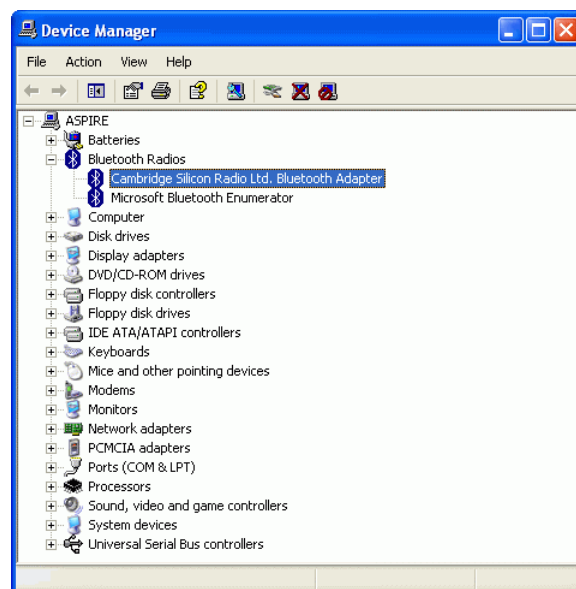 Device Manager
File Action View Help
ASPIRE
Batteries
Bluetooth Radios
Cambridge Silicon Radio Ltd. Bluetooth Adapter
Microsoft Bluetooth Enumerator
Computer
Disk drives
Display adapters
DVD/CD-ROM drives
Floppy disk controllers
Floppy disk drives
IDE ATA/ATAPI controllers
Keyboards
Mice and other pointing devices
Modems
Monitors
Network adapters
PCMCIA adapters
Ports (COM & LPT)
Processors
Sound, video and game controllers
System devices
Universal Serial Bus controllers